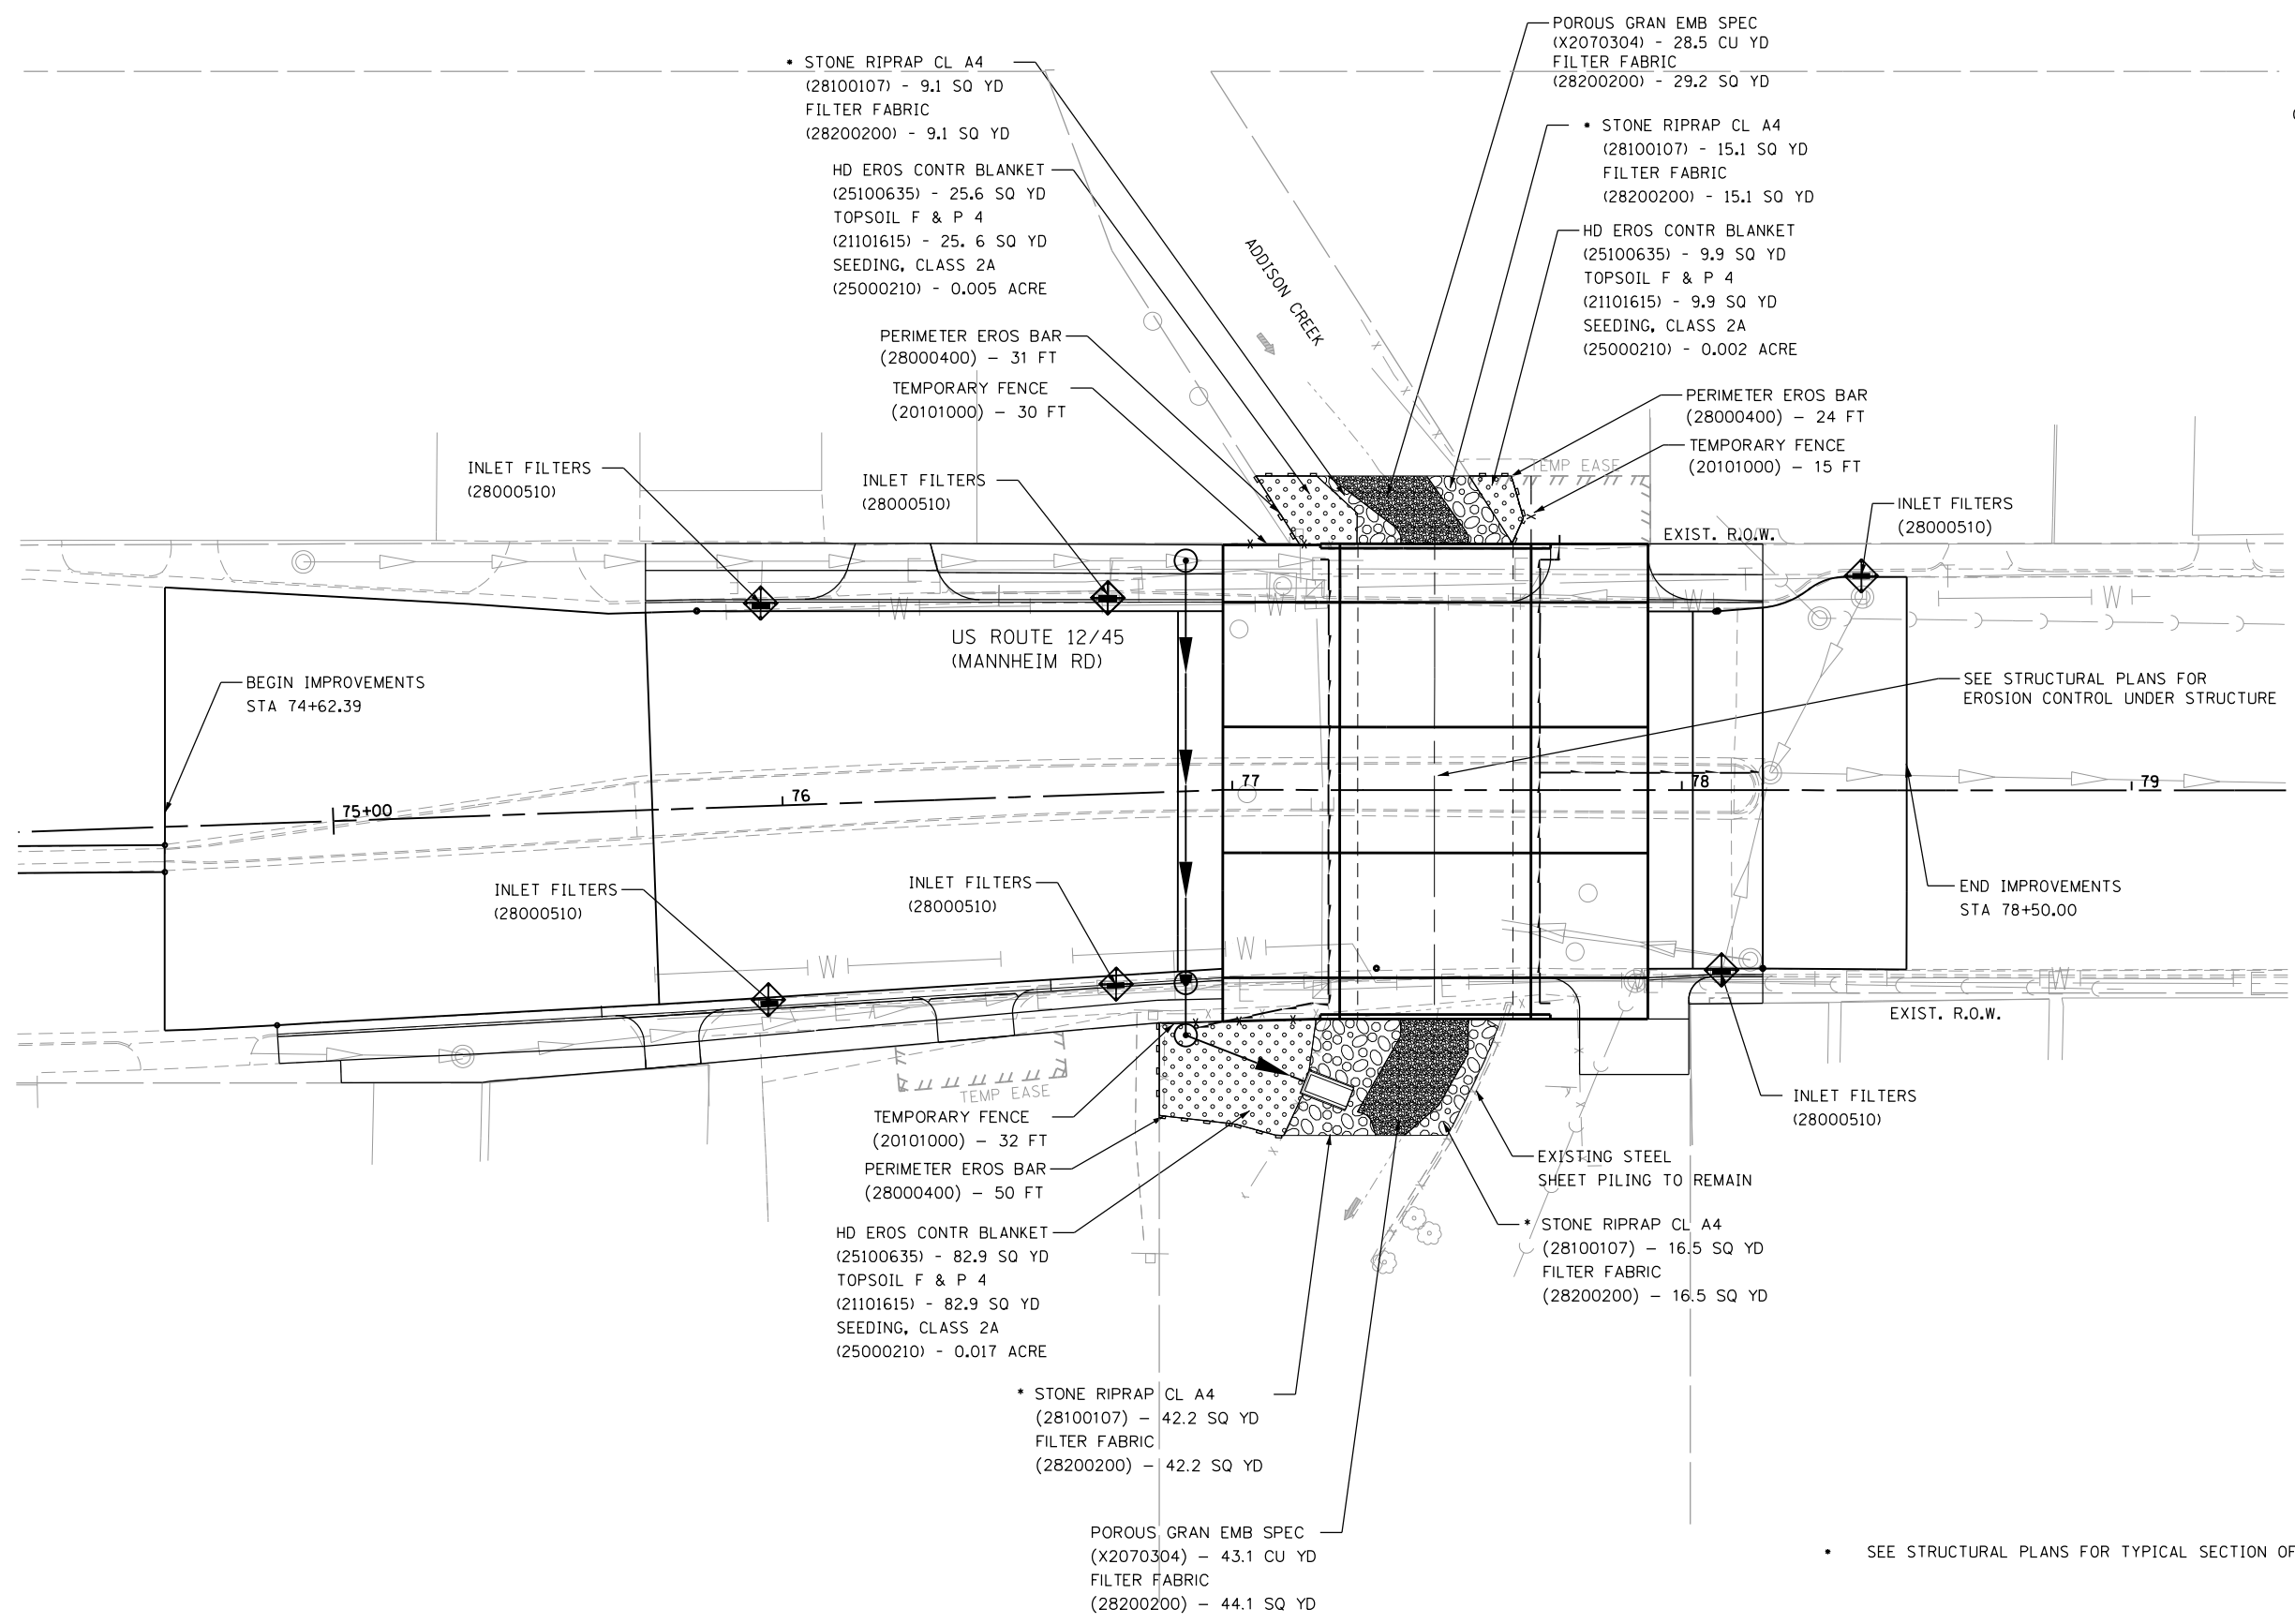 * STONE RIPRAP CL A4
(28100107) - 9.1 SQ YD
FILTER FABRIC
(28200200) - 9.1 SQ YD
HD EROS CONTR BLANKET
(25100635) - 25.6 SQ YD
TOPSOIL F & P 4
(21101615) - 25. 6 SQ YD
SEEDING, CLASS 2A
(25000210) - 0.005 ACRE
PERIMETER EROS BAR
(28000400) - 31 FT
TEMPORARY FENCE
(20101000) - 30 FT
INLET FILTERS
(28000510)
INLET FILTERS
(28000510)
ADDISON CREEK
POROUS GRAN EMB SPEC
(X2070304) - 28.5 CU YD
FILTER FABRIC
(28200200) - 29.2 SQ YD
* STONE RIPRAP CL A4
(28100107) - 15.1 SQ YD
FILTER FABRIC
(28200200) - 15.1 SQ YD
HD EROS CONTR BLANKET
(25100635) - 9.9 SQ YD
TOPSOIL F & P 4
(21101615) - 9.9 SQ YD
SEEDING, CLASS 2A
(25000210) - 0.002 ACRE
PERIMETER EROS BAR
(28000400) - 24 FT
TEMPORARY FENCE
(20101000) - 15 FT
TEMP EASE
INLET FILTERS
(28000510)
EXIST. R.O.W.
W
W
W
W
US ROUTE 12/45
(MANNHEIM RD)
BEGIN IMPROVEMENTS
STA 74+62.39
SEE STRUCTURAL PLANS FOR
EROSION CONTROL UNDER STRUCTURE
75+00
76
77
78
79
INLET FILTERS
(28000510)
INLET FILTERS
(28000510)
END IMPROVEMENTS
STA 78+50.00
W
W
W
E
EXIST. R.O.W.
TEMP EASE
TEMPORARY FENCE
(20101000) - 32 FT
PERIMETER EROS BAR
(28000400) - 50 FT
HD EROS CONTR BLANKET
(25100635) - 82.9 SQ YD
TOPSOIL F & P 4
(21101615) - 82.9 SQ YD
SEEDING, CLASS 2A
(25000210) - 0.017 ACRE
INLET FILTERS
(28000510)
EXISTING STEEL
SHEET PILING TO REMAIN
* STONE RIPRAP CL A4
(28100107) - 16.5 SQ YD
FILTER FABRIC
(28200200) - 16.5 SQ YD
* STONE RIPRAP CL A4
(28100107) - 42.2 SQ YD
FILTER FABRIC
(28200200) - 42.2 SQ YD
POROUS GRAN EMB SPEC
(X2070304) - 43.1 CU YD
FILTER FABRIC
(28200200) - 44.1 SQ YD
* SEE STRUCTURAL PLANS FOR TYPICAL SECTION OF